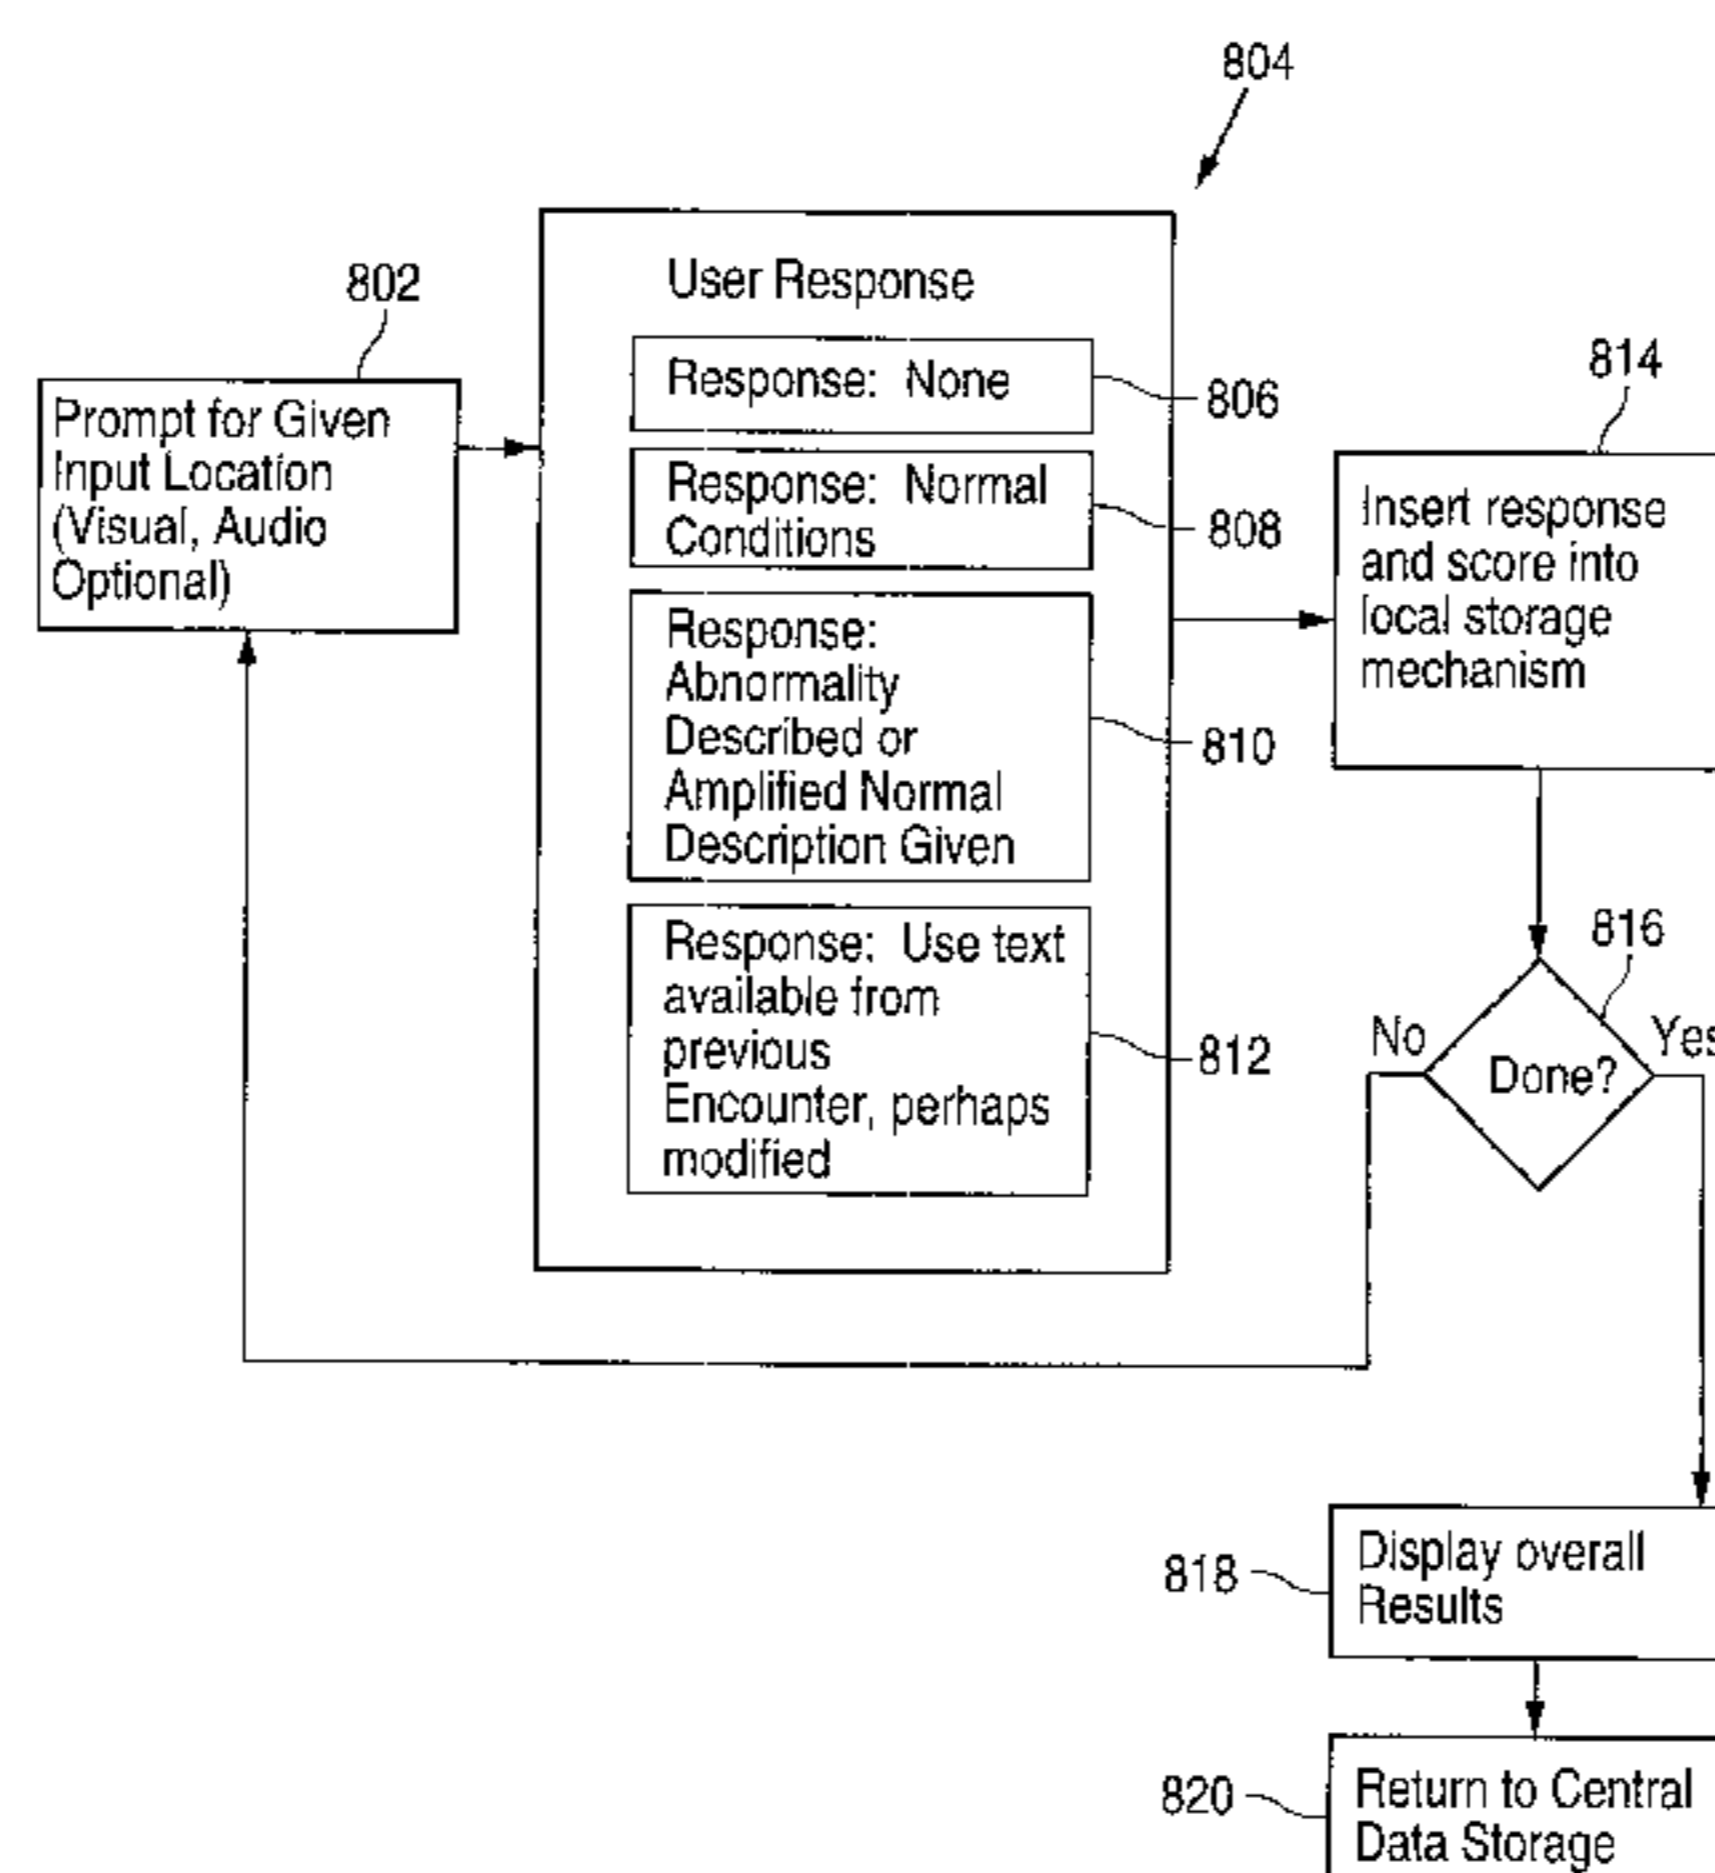 804
802
Prompt for Given
Input Location
(Visual, Audio
Optional)
User Response
Response: None
806
Response: Normal
Conditions
808
Response:
Abnormality
Described or
Amplified Normal
Description Given
810
Response: Use text
available from
previous
Encounter, perhaps
modified
812
814
Insert response
and score into
local storage
mechanism
816
No
Done?
Yes
818
Display overall
Results
820
Return to Central
Data Storage